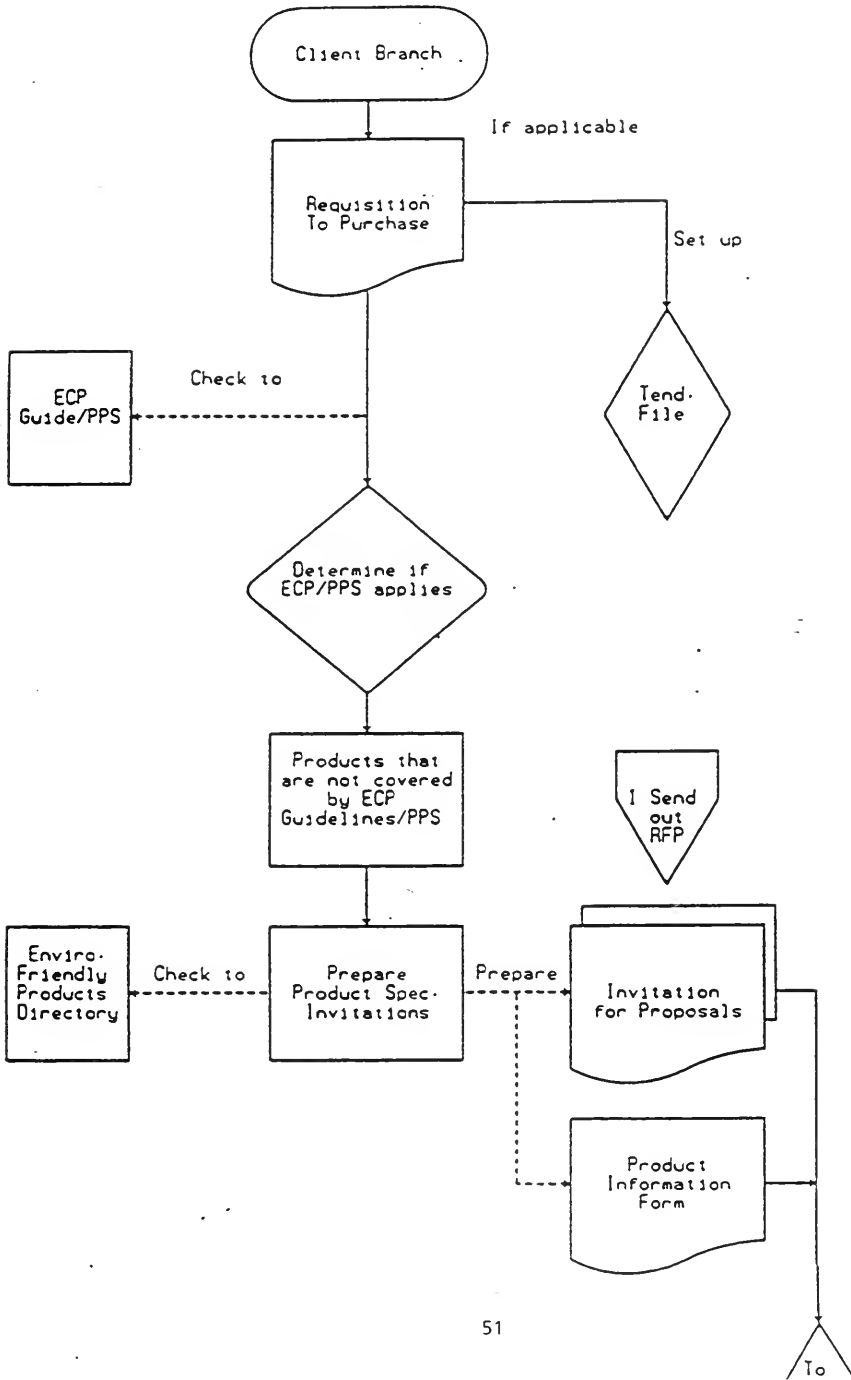 Client Branch
If applicable
Requisition
To Purchase
Set up
Check to
ECP
Guide/PPS
Tend.
File
Determine if
ECP/PPS applies
Products that
are not covered
by ECP
Guidelines/PPS
I Send
out
RFP
Enviro.
Friendly
Products
Directory
Check to
Prepare
Product Spec.
Invitations
Prepare
Invitation
for Proposals
Product
Information
Form
51
To